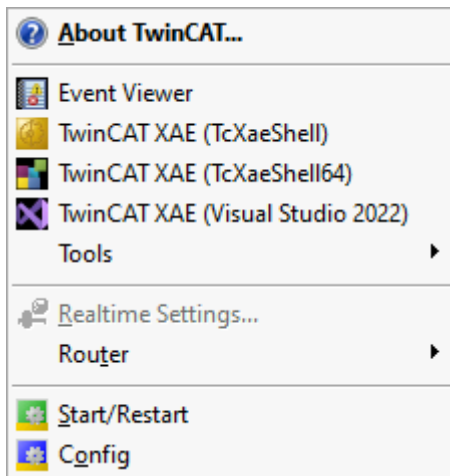 About TwinCAT...
Event Viewer
TwinCAT XAE (TcXaeShell)
TwinCAT XAE (TcXaeShell64)
TwinCAT XAE (Visual Studio 2022)
Tools
Realtime Settings...
Router
Start/Restart
Config